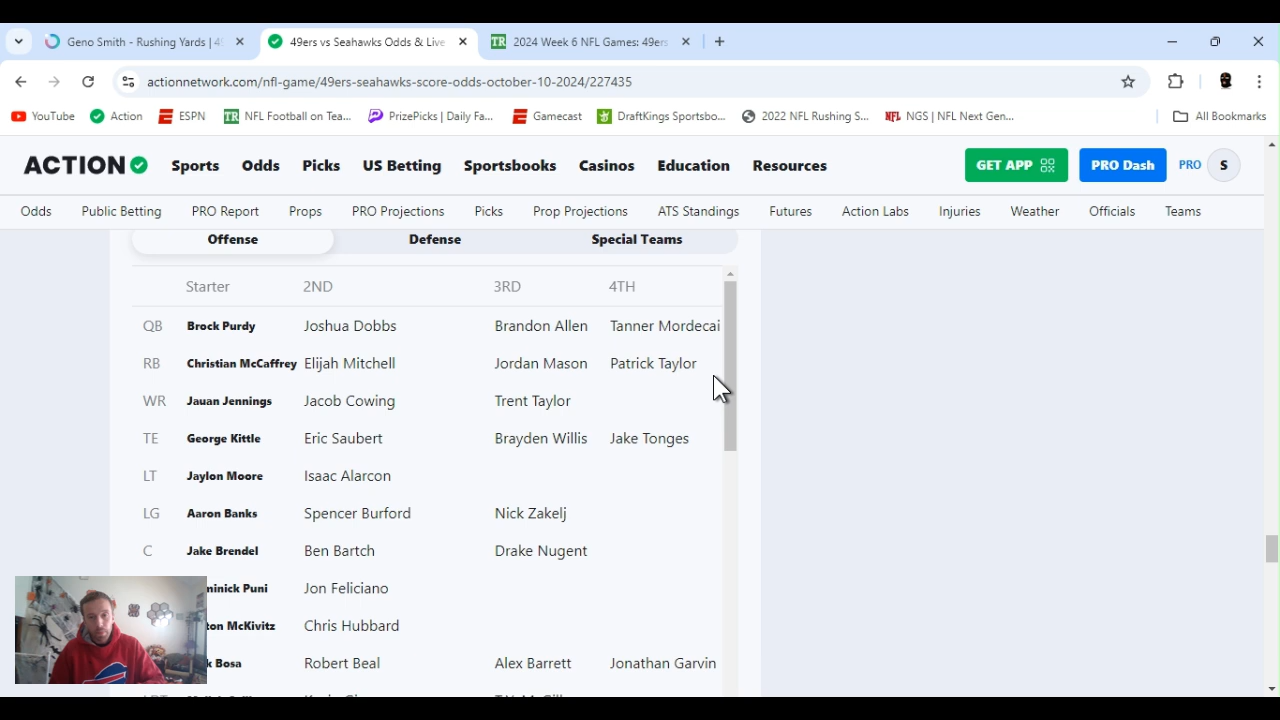 Geno Smith - Rushing Yards | 4
49ers vs Seahawks Odds & Live
TR 2024 Week 6 NFL Games: 49ers
actionnetwork.com/nfl-game/49ers-seahawks-score-odds-october-10-2024/227435
YouTube Action ESPN TR NFL Football on Tea... PrizePicks | Daily Fa... Gamecast DraftKings Sportsbo... 2022 NFL Rushing S... NFL NGS | NFL Next Gen... All Bookmarks
ACTION Sports Odds Picks US Betting Sportsbooks Casinos Education Resources GET APP PRO Dash PRO S
Odds Public Betting PRO Report Props PRO Projections Picks Prop Projections ATS Standings Futures Action Labs Injuries Weather Officials Teams
Offense Defense Special Teams
Starter 2ND 3RD 4TH
QB Brock Purdy Joshua Dobbs Brandon Allen Tanner Mordecai
RB Christian McCaffrey Elijah Mitchell Jordan Mason Patrick Taylor
WR Jauan Jennings Jacob Cowing Trent Taylor
TE George Kittle Eric Saubert Brayden Willis Jake Tonges
LT Jaylon Moore Isaac Alarcon
LG Aaron Banks Spencer Burford Nick Zakelj
C Jake Brendel Ben Bartch Drake Nugent
minick Puni Jon Feliciano
ton McKivitz Chris Hubbard
k Bosa Robert Beal Alex Barrett Jonathan Garvin